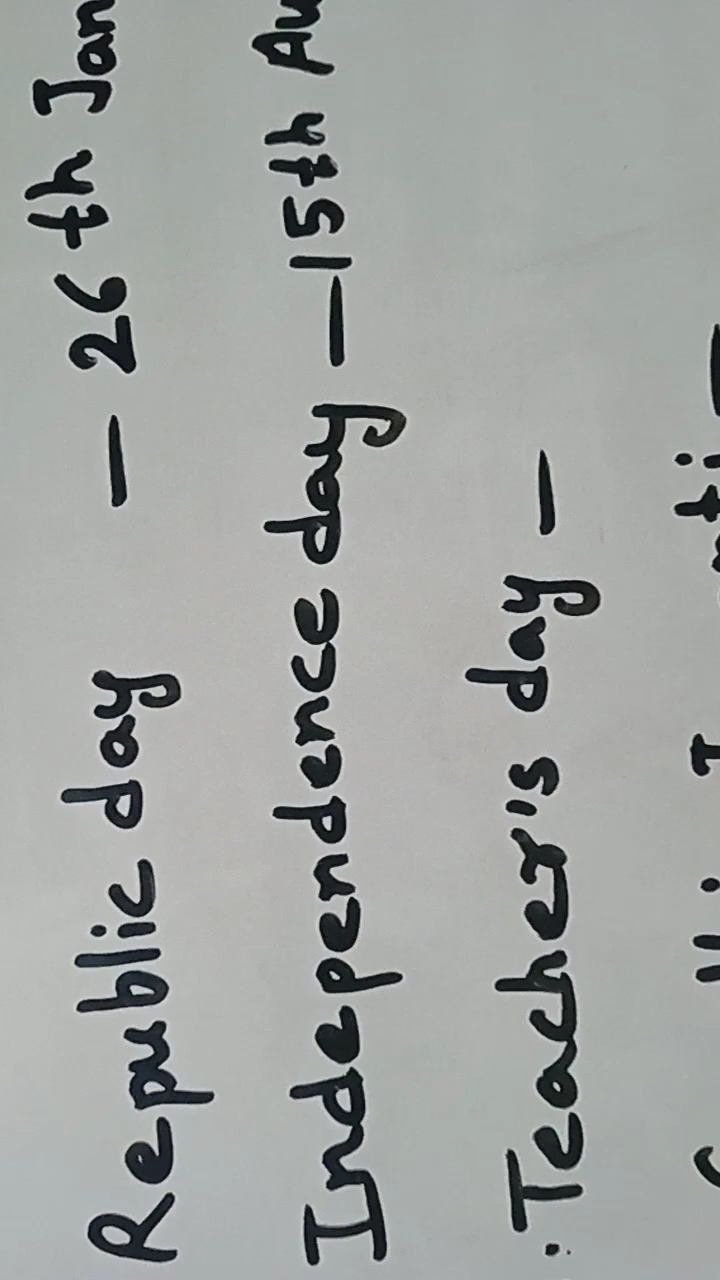 Republic day — 26th Jan
Independence day — 15th Au
Teacher's day —